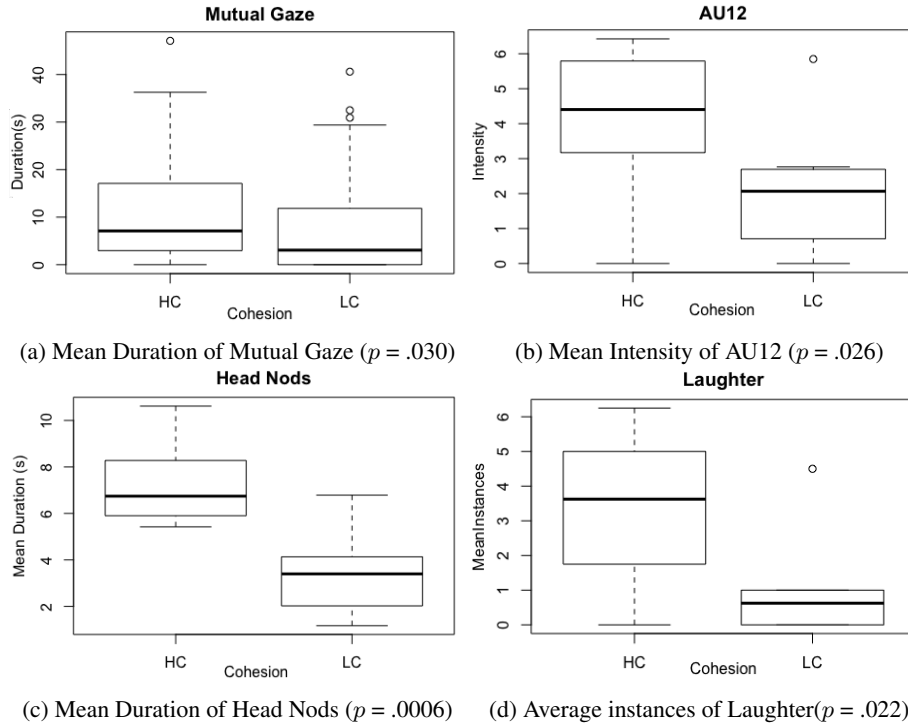 Mutual Gaze
Duration(s)
40
30
20
10
0
HC
LC
Cohesion
(a) Mean Duration of Mutual Gaze (p = .030)
AU12
Intensity
6
5
4
3
2
1
0
HC
LC
Cohesion
(b) Mean Intensity of AU12 (p = .026)
Head Nods
Mean Duration (s)
10
8
6
4
2
HC
LC
Cohesion
(c) Mean Duration of Head Nods (p = .0006)
Laughter
MeanInstances
6
5
4
3
2
1
0
HC
LC
Cohesion
(d) Average instances of Laughter(p = .022)